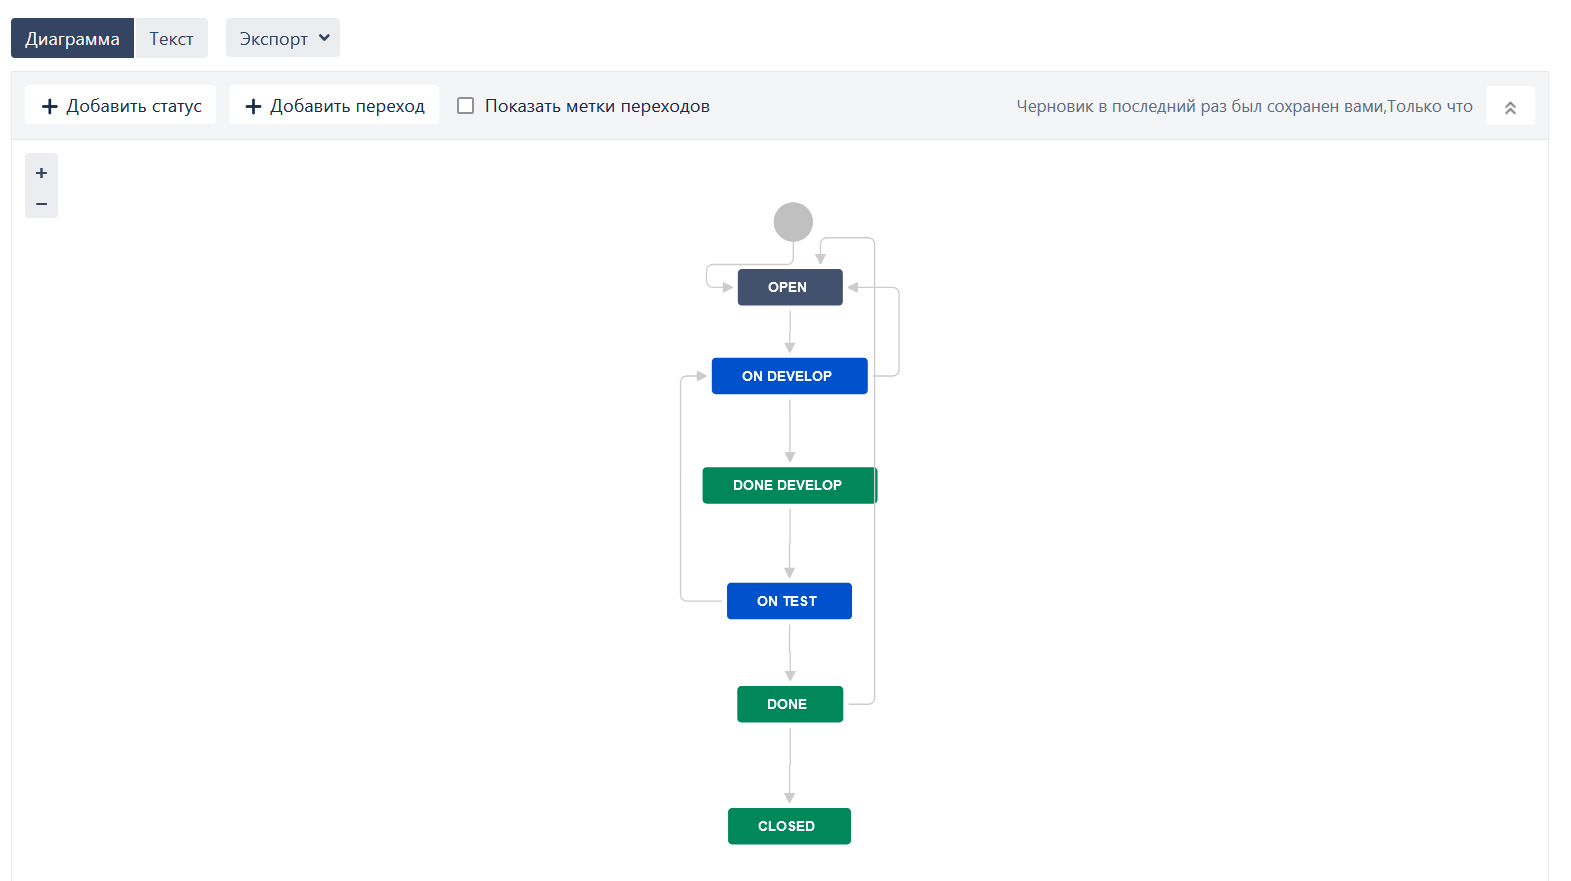 Диаграмма Текст Экспорт
Добавить статус Добавить переход Показать метки переходов Черновик в последний раз был сохранен вами,Только что
OPEN
ON DEVELOP
DONE DEVELOP
ON TEST
DONE
CLOSED